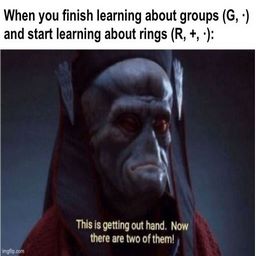 When you finish learning about groups (G, ·)
and start learning about rings (R, +, ·):
This is getting out hand. Now
there are two of them!
imgflip.com